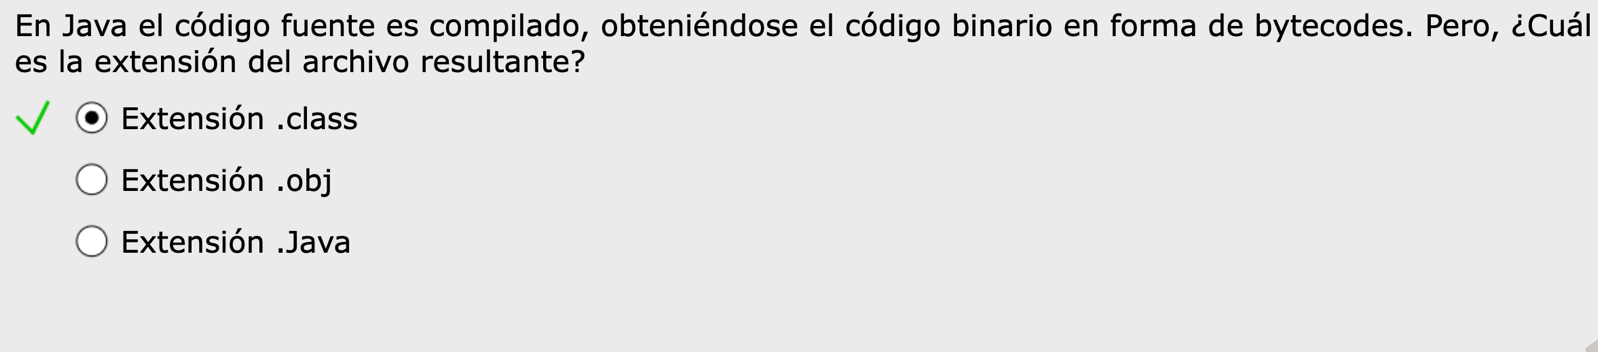 En Java el código fuente es compilado, obteniéndose el código binario en forma de bytecodes. Pero, ¿Cuál
es la extensión del archivo resultante?
Extensión .class
Extensión .obj
Extensión .Java